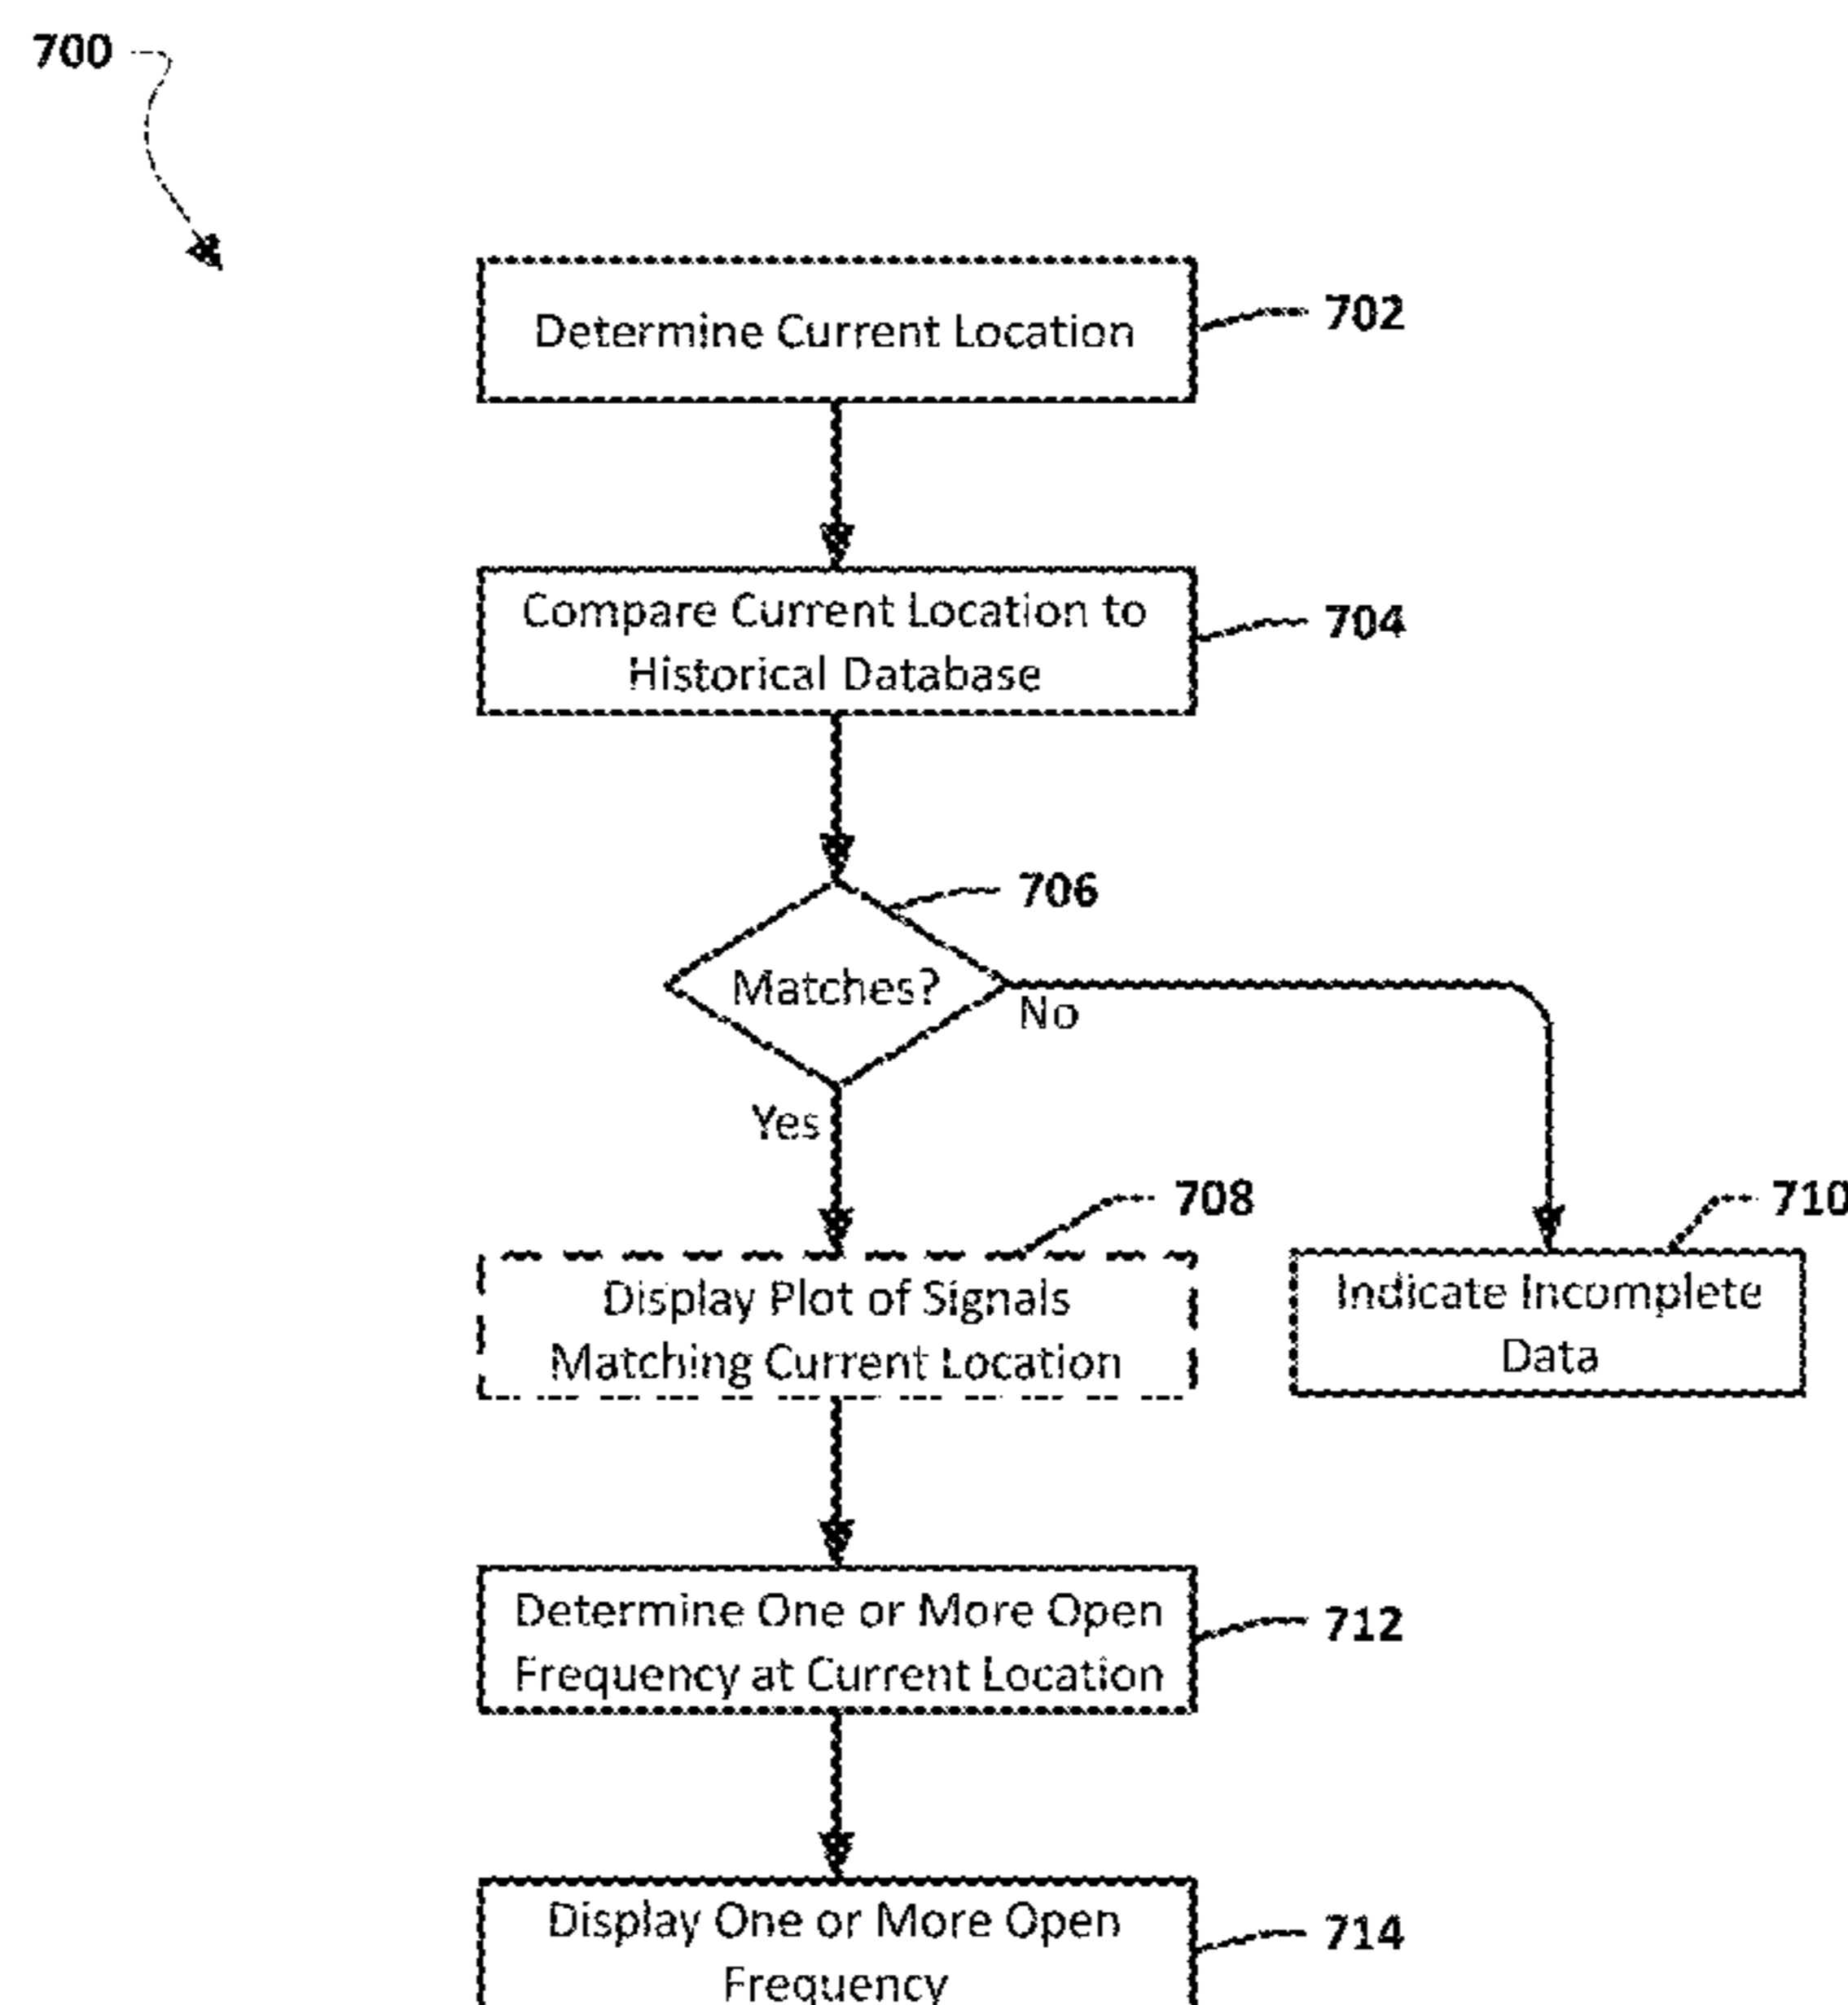 700
Determine Current Location
702
Compare Current Location to
Historical Database
704
706
Matches?
No
Yes
708
710
Display Plot of Signals
Matching Current Location
Indicate Incomplete
Data
Determine One or More Open
Frequency at Current Location
712
Display One or More Open
Frequency
714